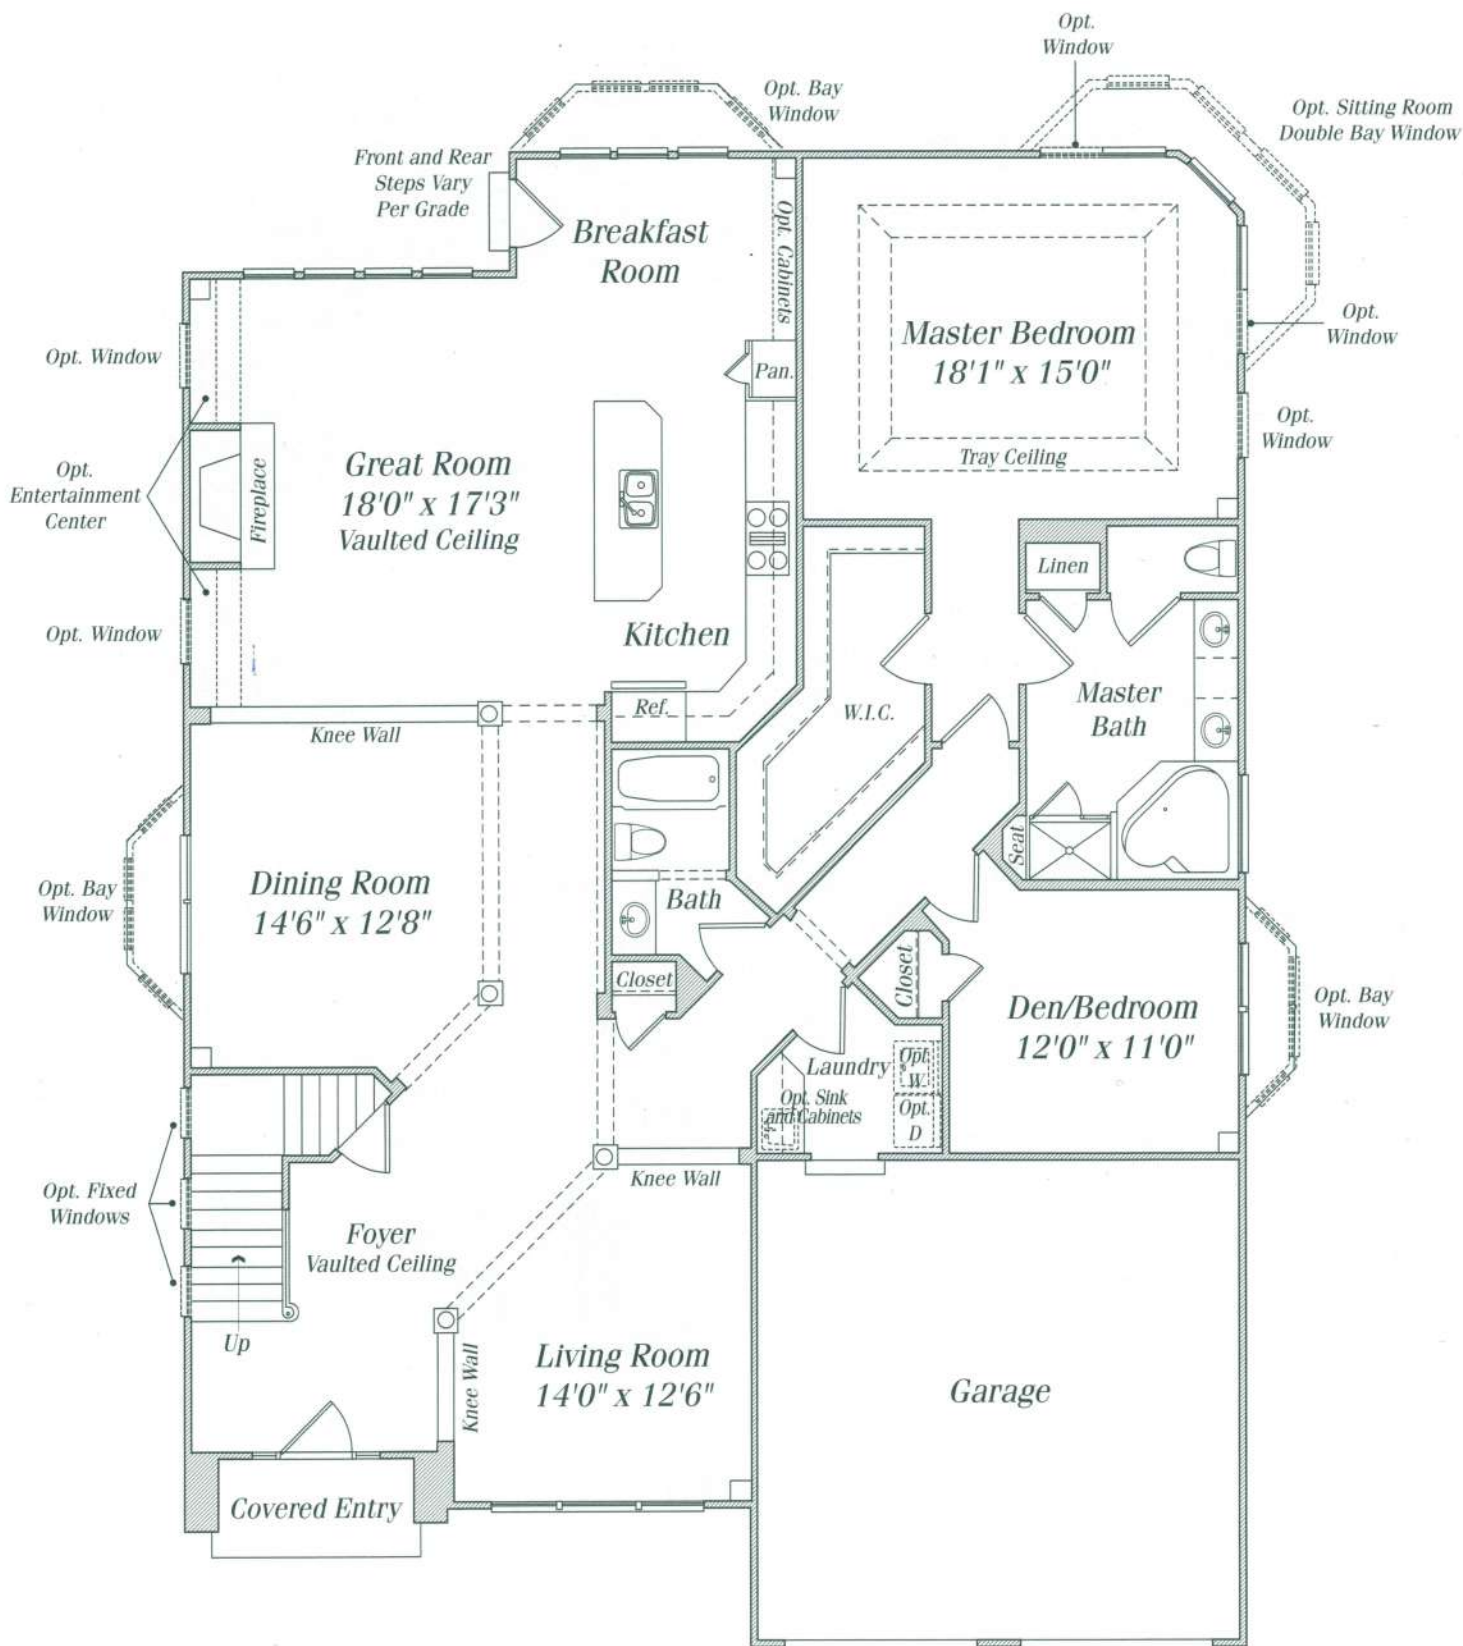 Opt.
Window
Opt. Bay
Window
Opt. Sitting Room
Double Bay Window
Front and Rear
Steps Vary
Per Grade
Breakfast
Room
Opt. Cabinets
Opt. Window
Master Bedroom
18'1" x 15'0"
Tray Ceiling
Opt.
Window
Opt.
Window
Pan.
Opt.
Entertainment
Center
Fireplace
Great Room
18'0" x 17'3"
Vaulted Ceiling
Linen
Opt. Window
Kitchen
Ref.
W.I.C.
Master
Bath
Knee Wall
Seat
Dining Room
14'6" x 12'8"
Opt. Bay
Window
Bath
Closet
Closet
Den/Bedroom
12'0" x 11'0"
Opt. Bay
Window
Laundry
Opt.
W
Opt. Sink
and Cabinets
Opt.
D
Knee Wall
Opt. Fixed
Windows
Foyer
Vaulted Ceiling
Up
Knee Wall
Living Room
14'0" x 12'6"
Garage
Covered Entry